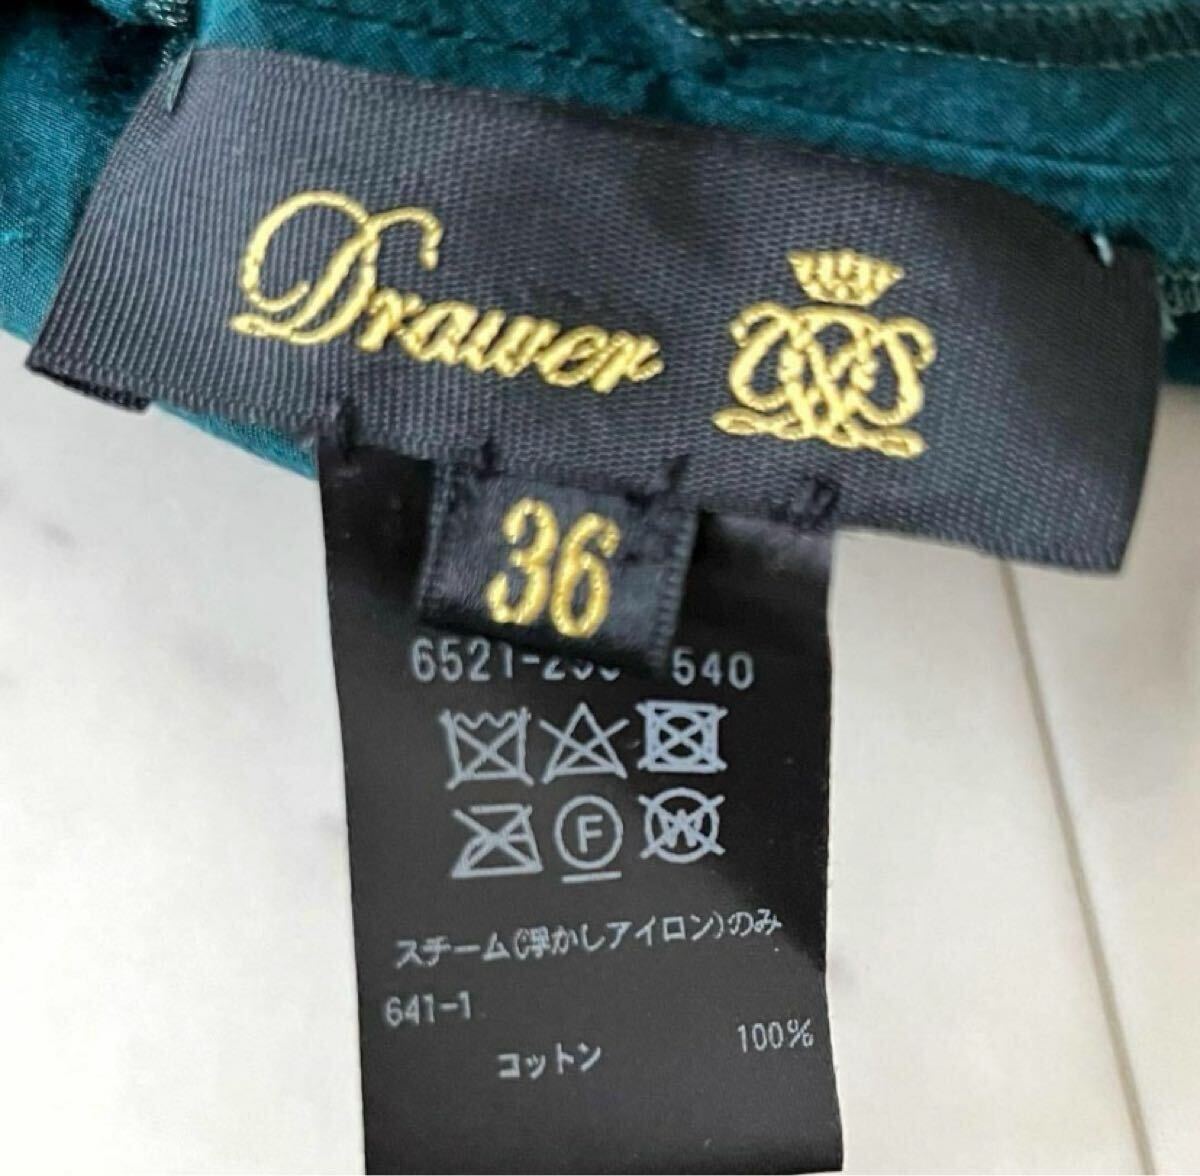 Drawer
36
6521- 540
F
W
スチーム(浮かしアイロン)のみ
641-1
100%
コットン